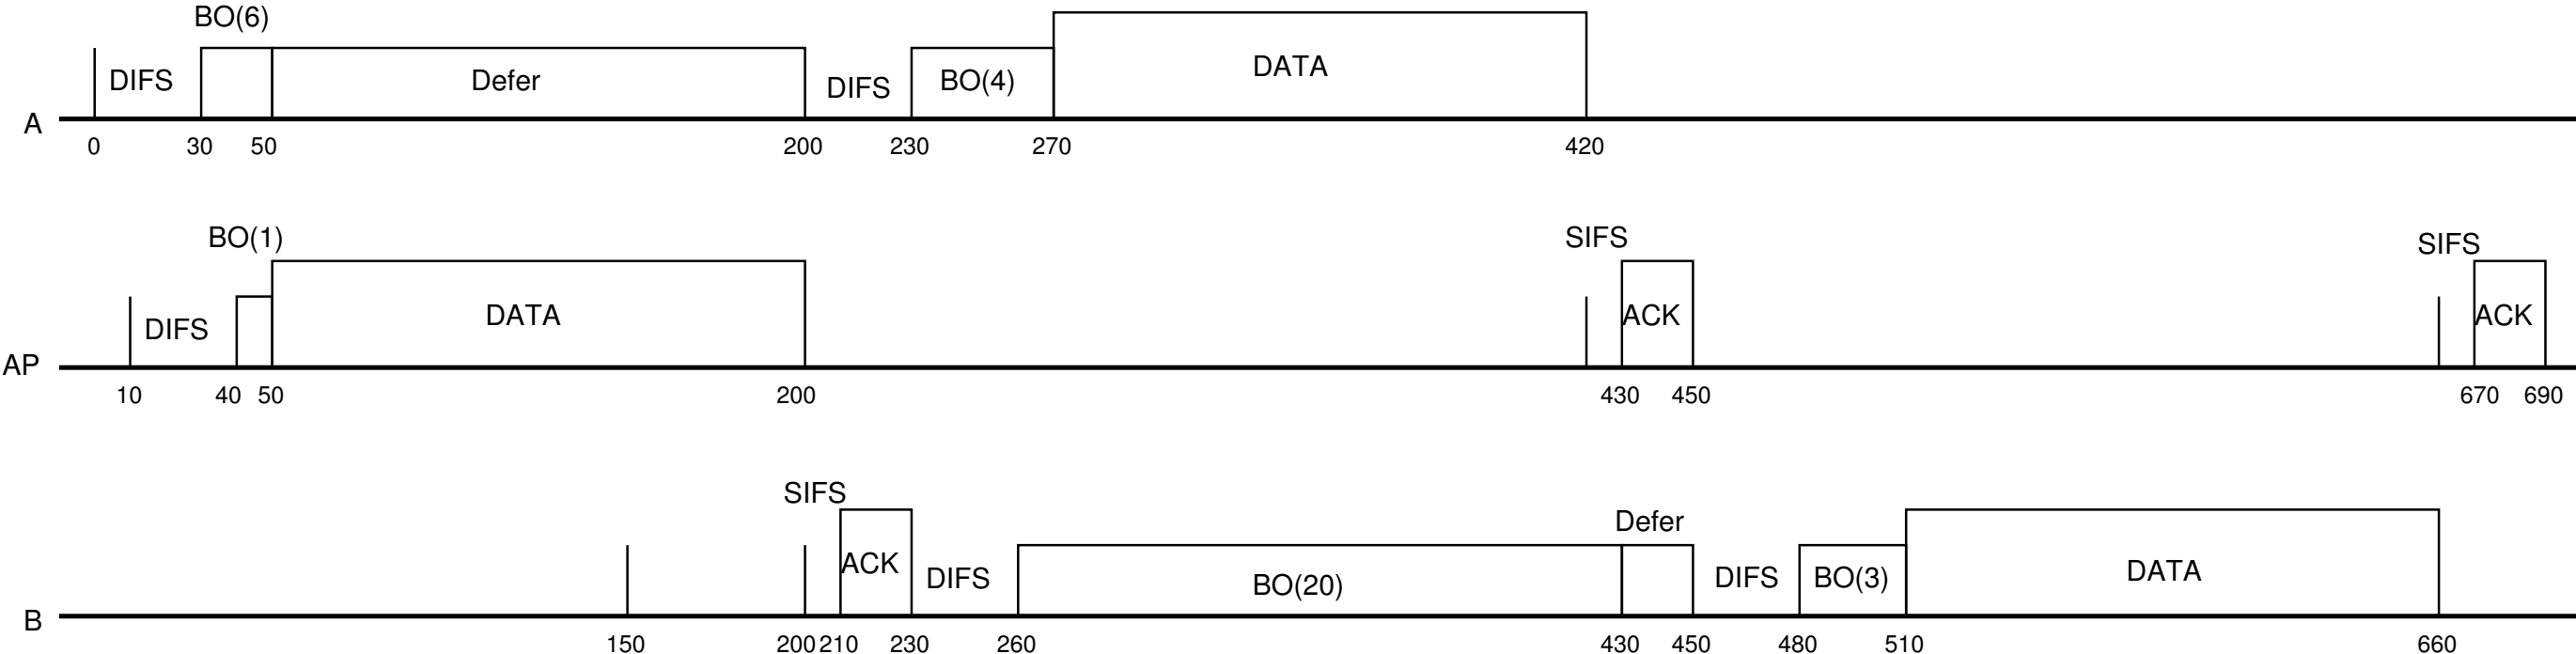 BO(6)
DIFS
Defer
DIFS
BO(4)
DATA
A
0 30 50 200 230 270 420
BO(1)
SIFS
SIFS
DIFS
DATA
ACK
ACK
AP
10 40 50 200 430 450 670 690
SIFS
Defer
ACK
DIFS
BO(20)
DIFS
BO(3)
DATA
B
150 200 210 230 260 430 450 480 510 660